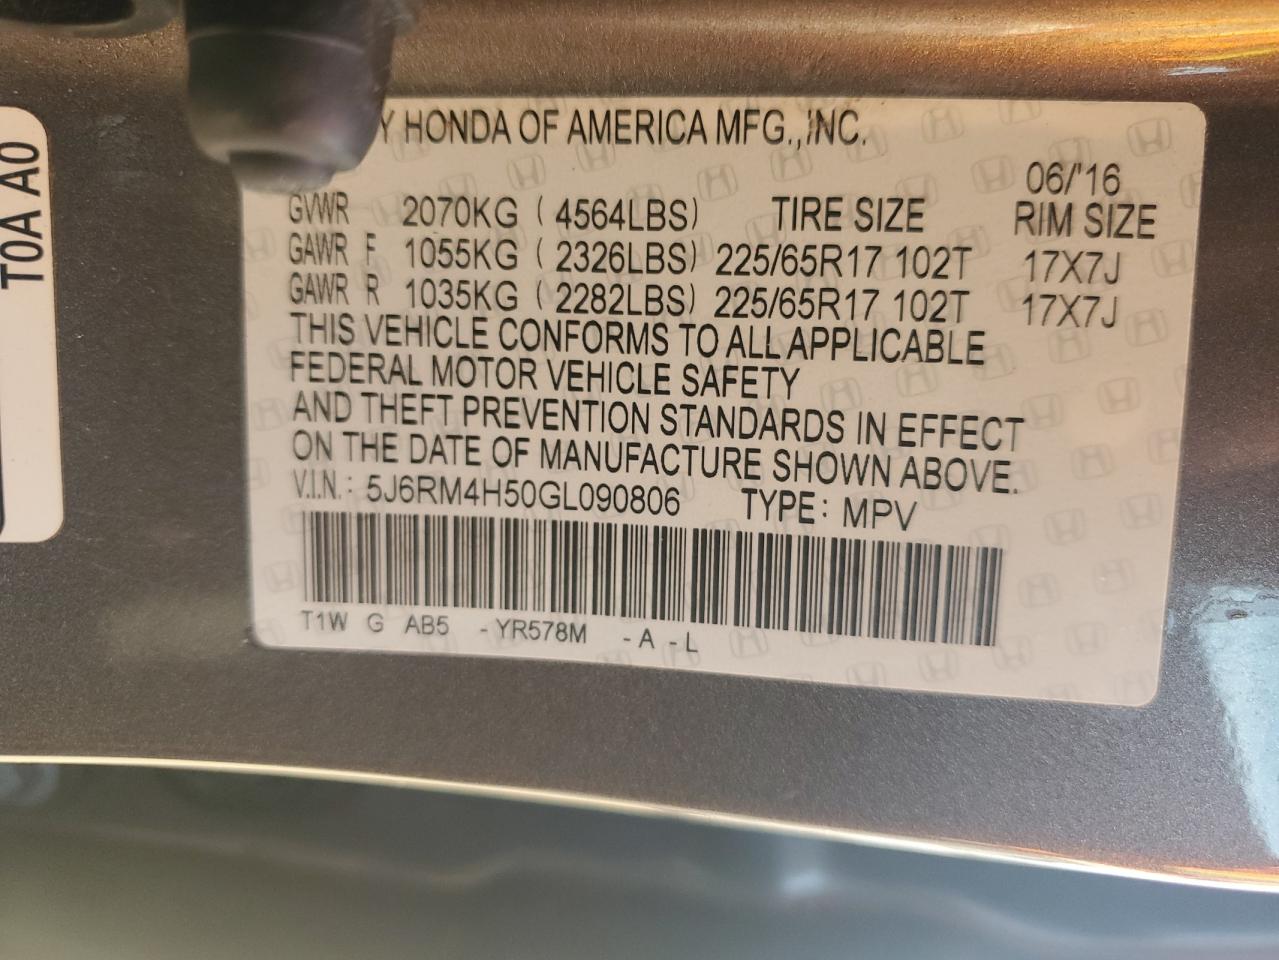 T0A A0
Y HONDA OF AMERICA MFG.,INC.
06/'16
GVWR 2070KG ( 4564LBS) TIRE SIZE RIM SIZE
GAWR F 1055KG ( 2326LBS) 225/65R17 102T 17X7J
GAWR R 1035KG ( 2282LBS) 225/65R17 102T 17X7J
THIS VEHICLE CONFORMS TO ALL APPLICABLE
FEDERAL MOTOR VEHICLE SAFETY
AND THEFT PREVENTION STANDARDS IN EFFECT
ON THE DATE OF MANUFACTURE SHOWN ABOVE.
V.I.N.: 5J6RM4H50GL090806 TYPE: MPV
T1W G AB5 -YR578M -A -L